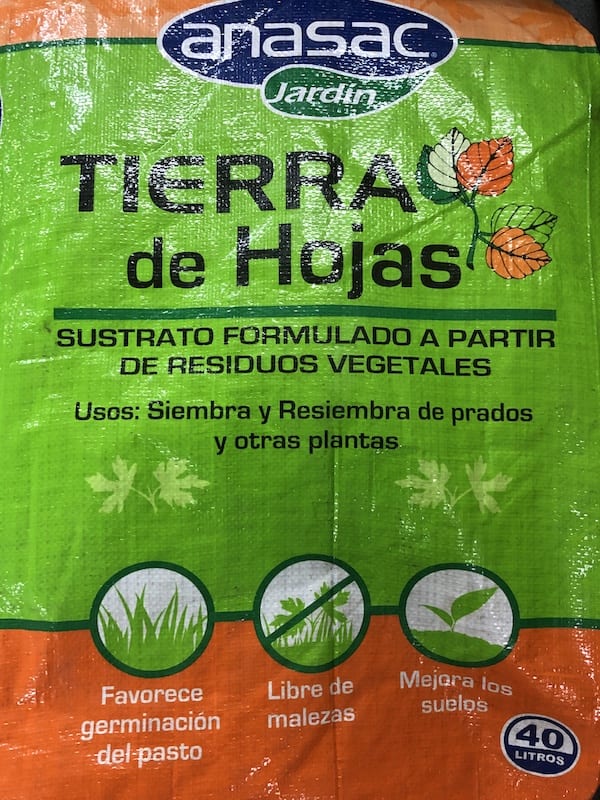 anasac
Jardín
TIERRA
de Hojas
SUSTRATO FORMULADO A PARTIR
DE RESIDUOS VEGETALES
Usos: Siembra y Resiembra de prados
y otras plantas
Favorece
germinación
del pasto
Libre de
malezas
Mejora los
suelos
40
LITROS